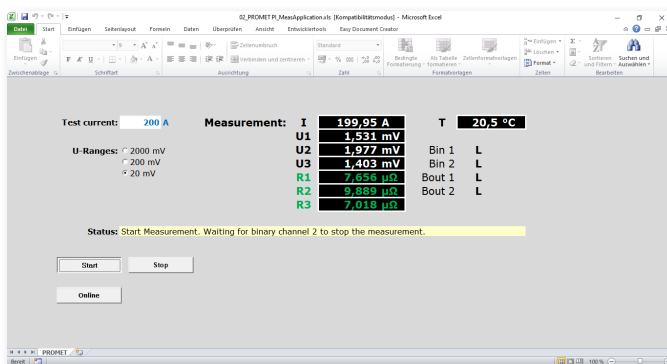 02_PROMET PI_MeasApplication.xls [Kompatibilitätsmodus] - Microsoft Excel
Datei Start Einfügen Seitenlayout Formeln Daten Überprüfen Ansicht Entwicklertools Easy Document Creator
Einfügen
9
F K U
Zeilenumbruch
Verbinden und zentrieren
Standard
% 000
Bedingte Formatierung
Als Tabelle formatieren
Zellenformatvorlagen
Einfügen
Löschen
Format
Sortieren und Filtern
Suchen und Auswählen
Zwischenablage Schriftart Ausrichtung Zahl Formatvorlagen Zellen Bearbeiten
Test current: 200 A Measurement: I 199,95 A T 20,5 °C
U1 1,531 mV
U-Ranges: 2000 mV U2 1,977 mV Bin 1 L
200 mV U3 1,403 mV Bin 2 L
20 mV R1 7,656 µΩ Bout 1 L
R2 9,889 µΩ Bout 2 L
R3 7,018 µΩ
Status: Start Measurement. Waiting for binary channel 2 to stop the measurement.
Start Stop
Online
PROMET
Bereit 100 %